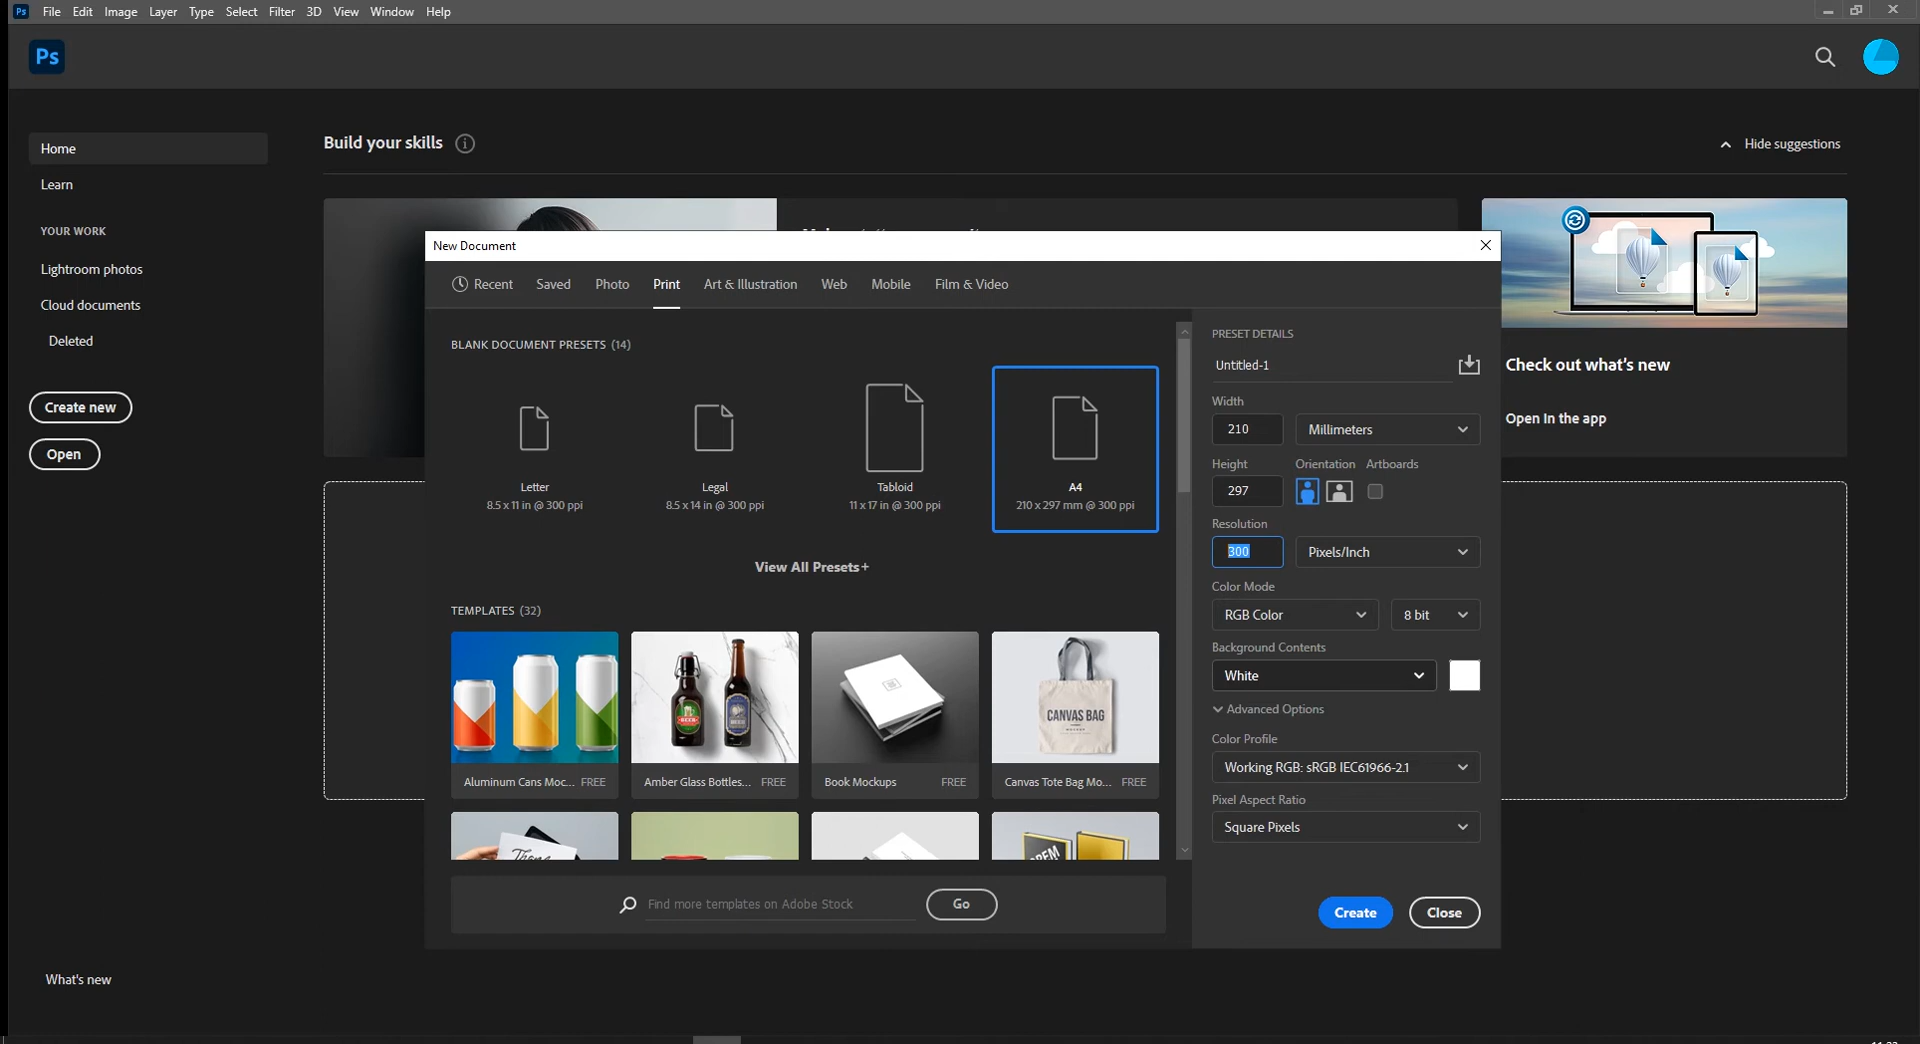 Ps File Edit Image Layer Type Select Filter 3D View Window Help
Ps
Home
Learn
YOUR WORK
Lightroom photos
Cloud documents
Deleted
Create new
Open
What's new
Build your skills
Hide suggestions
Check out what's new
Open in the app
New Document
Recent Saved Photo Print Art & Illustration Web Mobile Film & Video
BLANK DOCUMENT PRESETS (14)
Letter
8.5 x 11 in @ 300 ppi
Legal
8.5 x 14 in @ 300 ppi
Tabloid
11 x 17 in @ 300 ppi
A4
210 x 297 mm @ 300 ppi
View All Presets+
TEMPLATES (32)
BEER
CANVAS BAG
MOCKUP
Aluminum Cans Moc... FREE
Amber Glass Bottles... FREE
Book Mockups FREE
Canvas Tote Bag Mo... FREE
Find more templates on Adobe Stock
Go
PRESET DETAILS
Untitled-1
Width
210 Millimeters
Height Orientation Artboards
297
Resolution
300 Pixels/Inch
Color Mode
RGB Color 8 bit
Background Contents
White
Advanced Options
Color Profile
Working RGB: sRGB IEC61966-2.1
Pixel Aspect Ratio
Square Pixels
Create Close